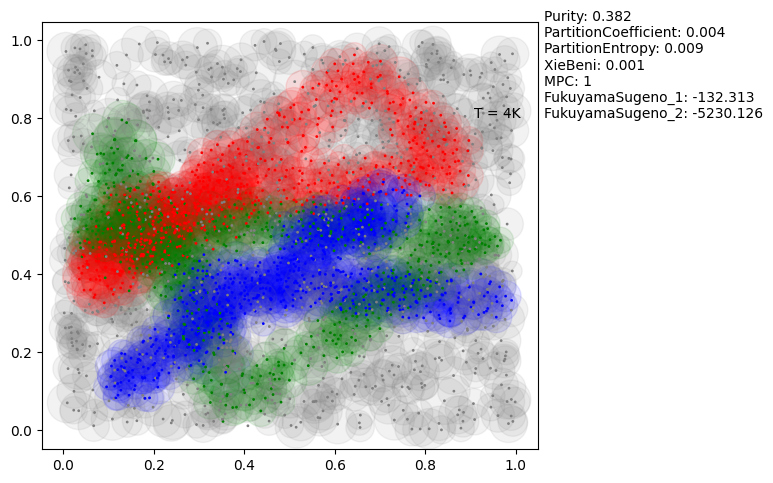 Purity: 0.382
PartitionCoefficient: 0.004
PartitionEntropy: 0.009
XieBeni: 0.001
MPC: 1
FukuyamaSugeno_1: -132.313
FukuyamaSugeno_2: -5230.126
T = 4K
1.0
0.8
0.6
0.4
0.2
0.0
0.0 0.2 0.4 0.6 0.8 1.0